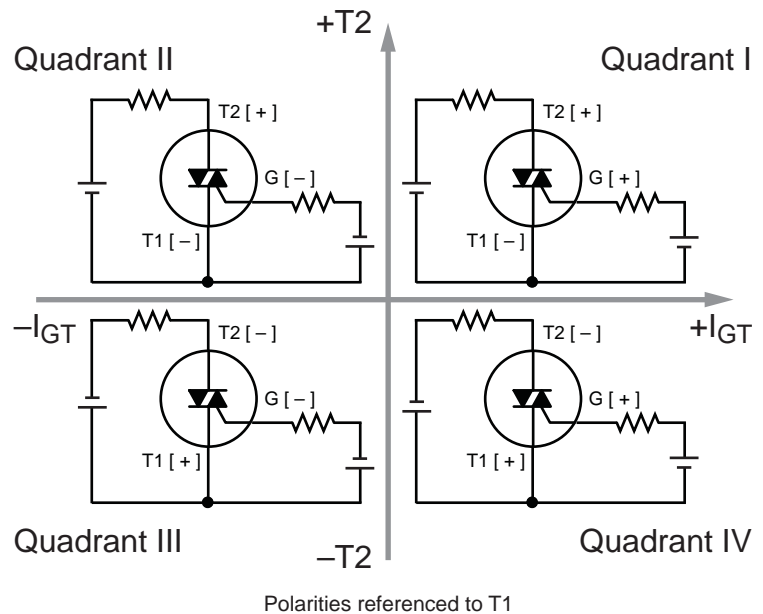 +T2
Quadrant II
Quadrant I
T2 [ + ]
G [ – ]
T1 [ – ]
T2 [ + ]
G [ + ]
T1 [ – ]
–IGT
+IGT
T2 [ – ]
G [ – ]
T1 [ + ]
T2 [ – ]
G [ + ]
T1 [ + ]
Quadrant III
Quadrant IV
–T2
Polarities referenced to T1